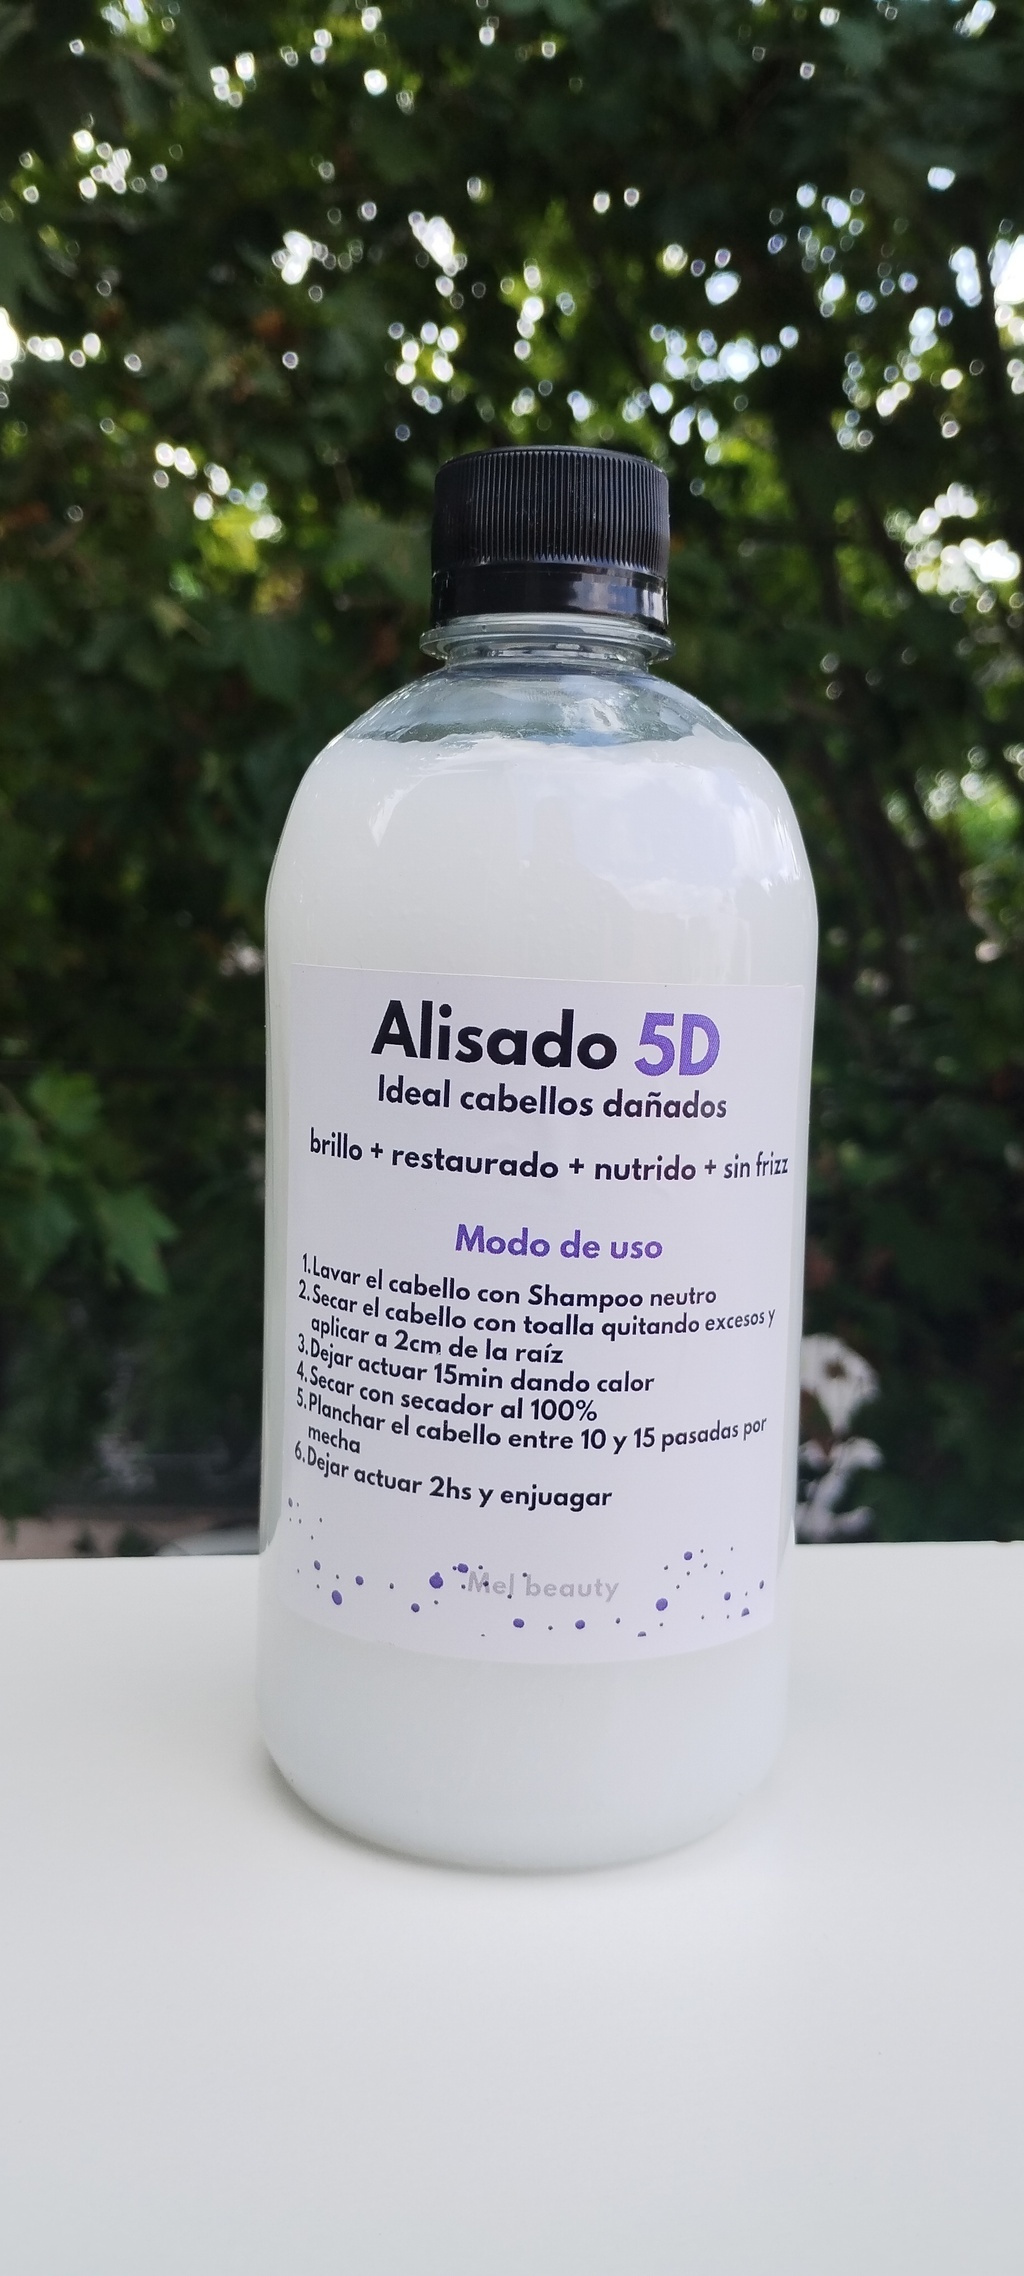 Alisado 5D
Ideal cabellos dañados
brillo + restaurado + nutrido + sin frizz
Modo de uso
1.Lavar el cabello con Shampoo neutro
2.Secar el cabello con toalla quitando excesos y
aplicar a 2cm de la raíz
3.Dejar actuar 15min dando calor
4.Secar con secador al 100%
5.Planchar el cabello entre 10 y 15 pasadas por
mecha
6.Dejar actuar 2hs y enjuagar
Mel beauty